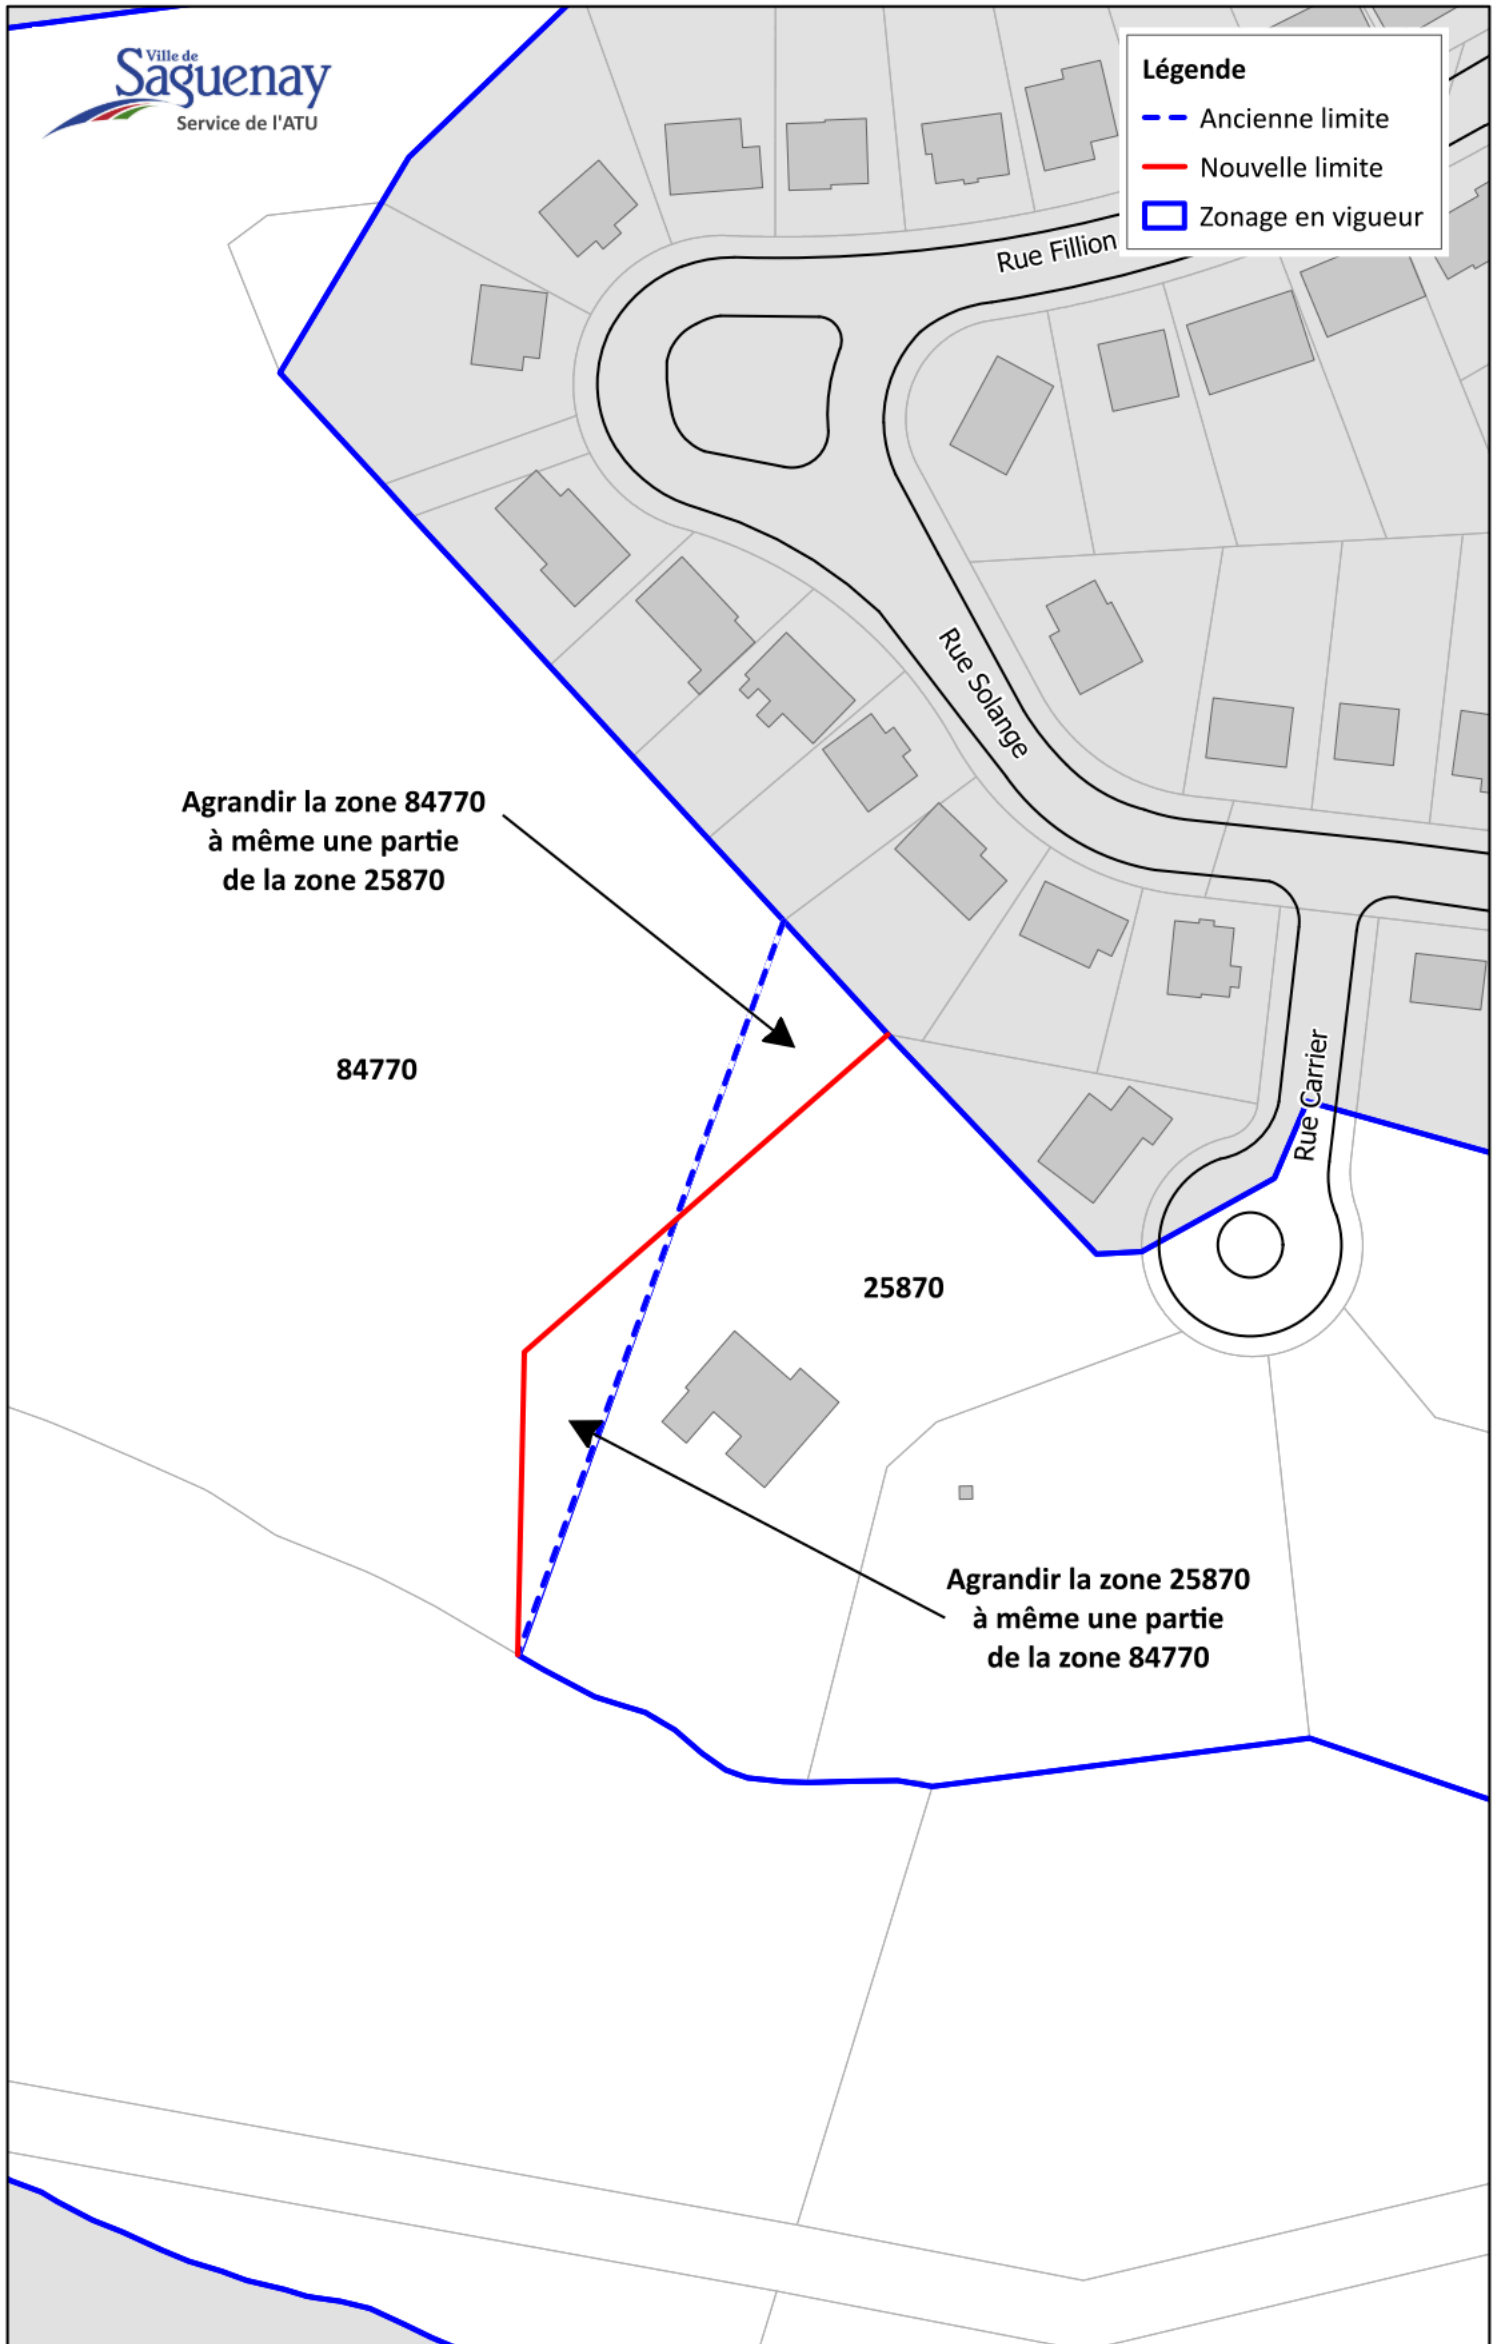 Ville de
Saguenay
Service de l'ATU
Légende
Ancienne limite
Nouvelle limite
Zonage en vigueur
Rue Fillion
Rue Solange
Agrandir la zone 84770
à même une partie
de la zone 25870
84770
Rue Carrier
25870
Agrandir la zone 25870
à même une partie
de la zone 84770